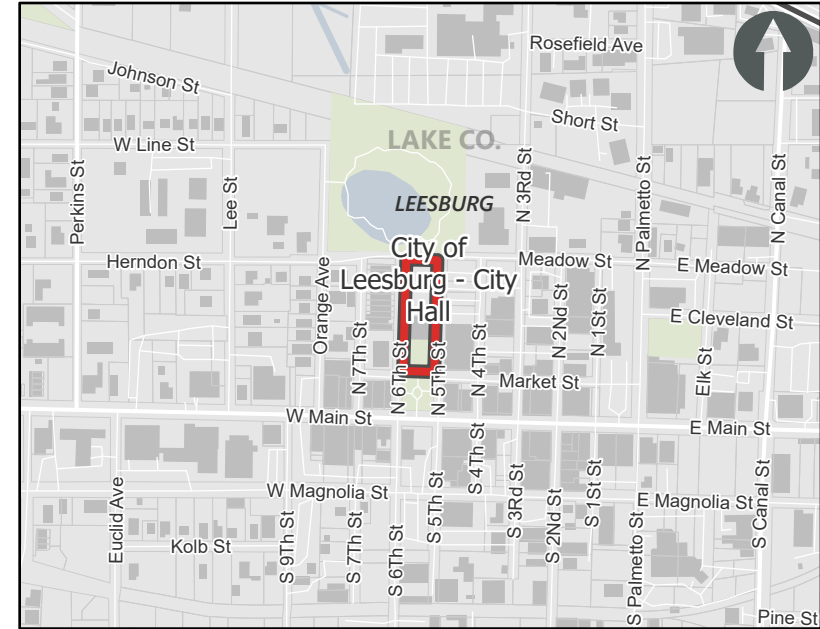 Rosefield Ave
Johnson St
Short St
LAKE CO.
W Line St
Perkins St
Lee St
N 3Rd St
N Palmetto St
N Canal St
LEESBURG
City of
Leesburg - City
Hall
Herndon St
Meadow St
E Meadow St
Orange Ave
N 7Th St
N 6Th St
N 5Th St
N 4Th St
N 2Nd St
N 1St St
E Cleveland St
Elk St
Market St
W Main St
E Main St
S 4Th St
W Magnolia St
E Magnolia St
Euclid Ave
Kolb St
S 9Th St
S 7Th St
S 6Th St
S 5Th St
S 3Rd St
S 2Nd St
S 1St St
S Palmetto St
S Canal St
Pine St